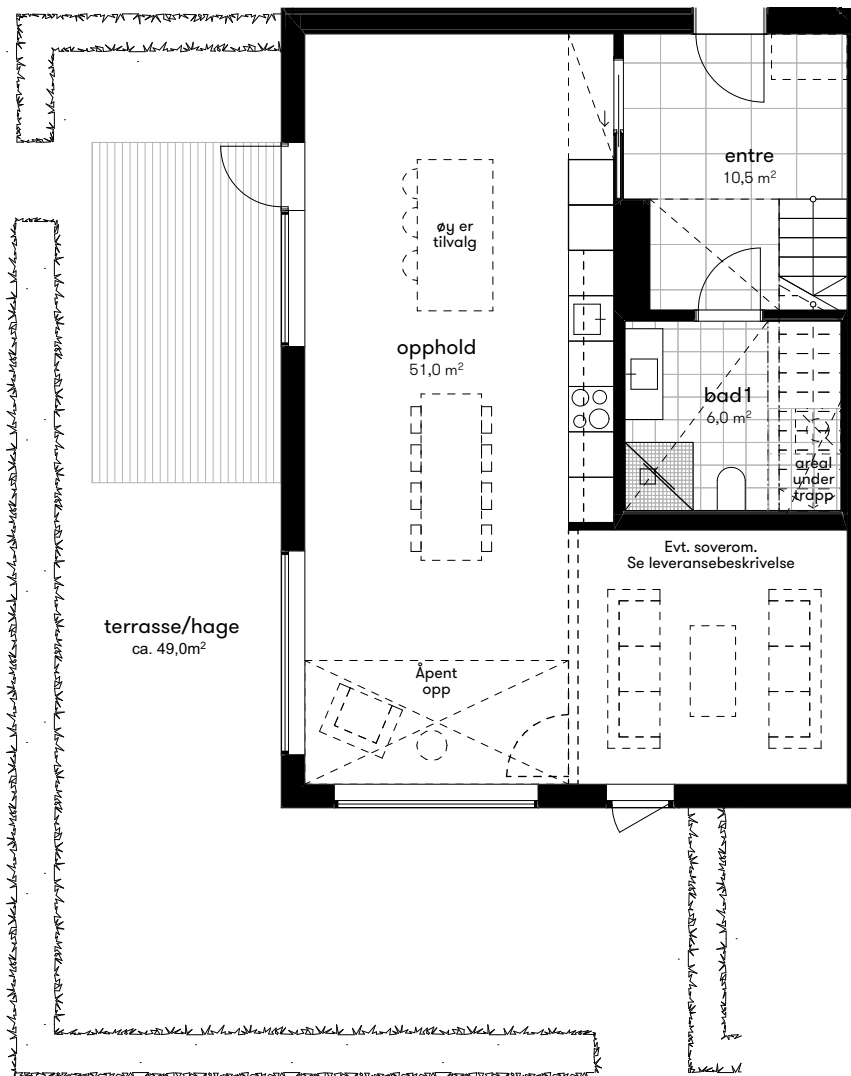 entre
10,5 m²
øy er
tilvalg
opphold
51,0 m²
bad1
6,0 m²
areal
under
trapp
Evt. soverom.
Se leveransebeskrivelse
terrasse/hage
ca. 49,0m²
Åpent
opp